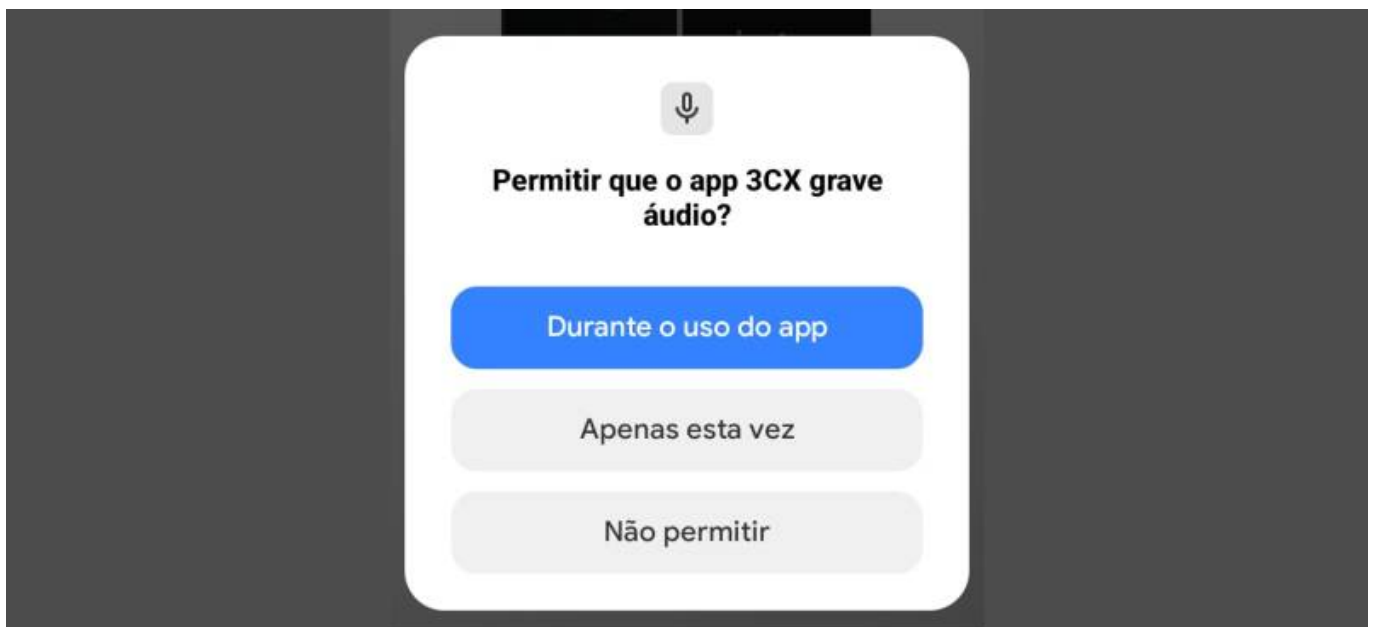 Permitir que o app 3CX grave
áudio?
Durante o uso do app
Apenas esta vez
Não permitir